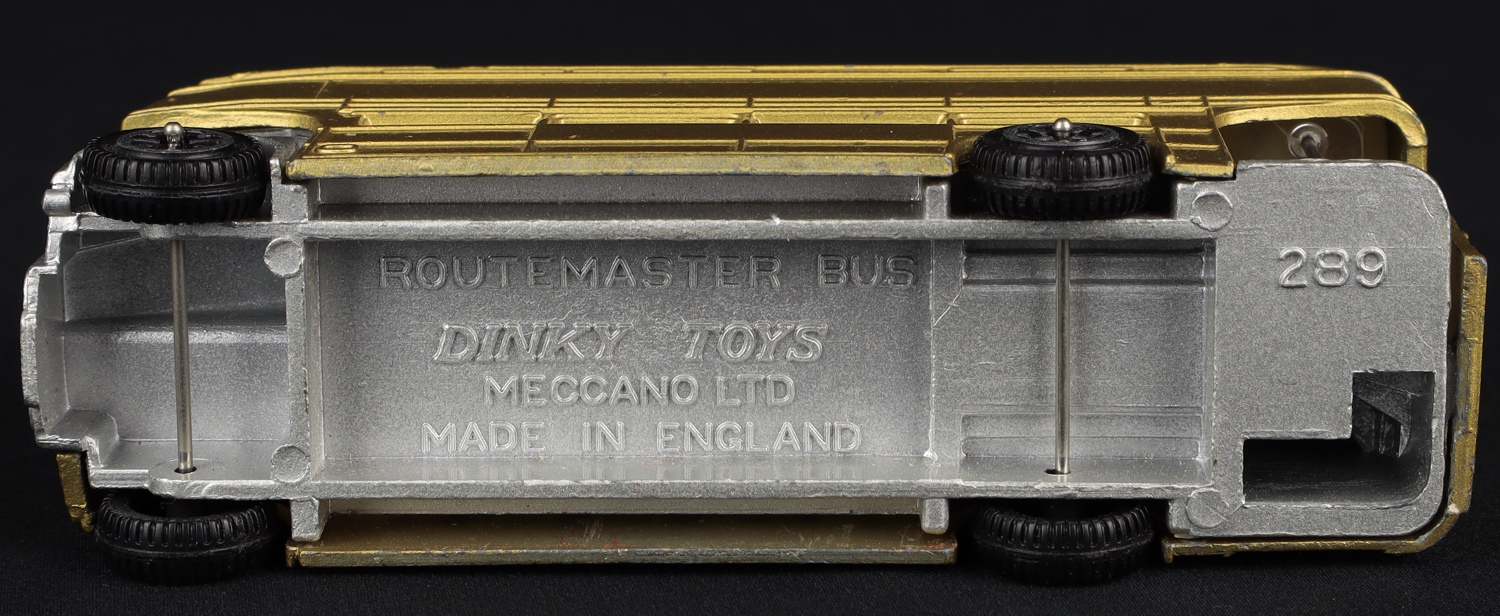 ROUTEMASTER BUS
DINKY TOYS
MECCANO LTD
MADE IN ENGLAND
289